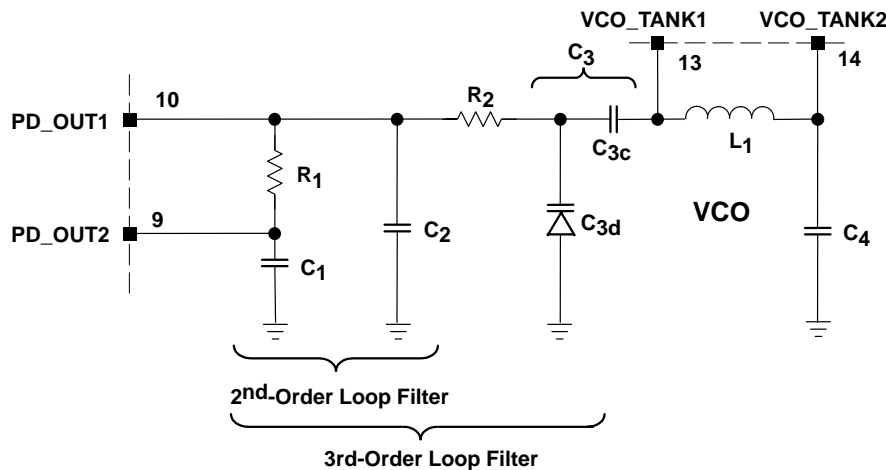 VCO_TANK1 VCO_TANK2
C3
13 14
10
PD_OUT1
R2
C3c
L1
R1
VCO
9
PD_OUT2
C2
C3d
C4
C1
2nd-Order Loop Filter
3rd-Order Loop Filter